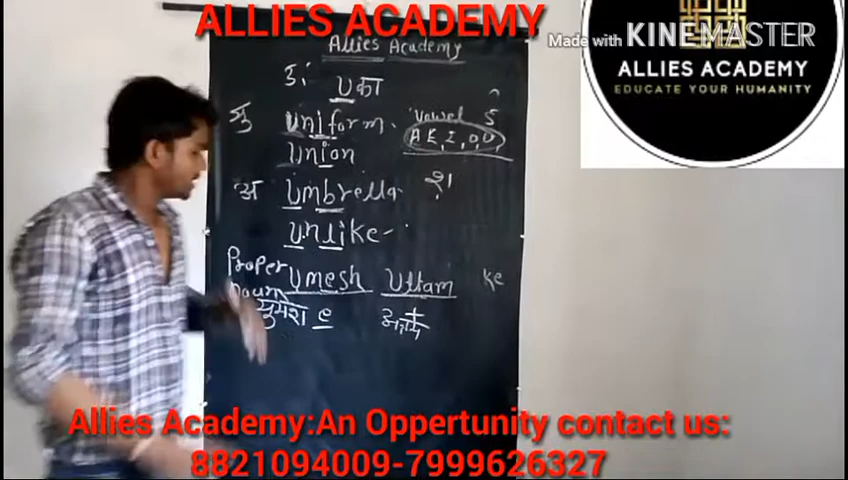 ALLIES ACADEMY
Made with KINEMASTER
ALLIES ACADEMY
EDUCATE YOUR HUMANITY
Allies Academy
उ: Uका
यु Uniform. Vowel 5
Union A E, I, O, U,
अ Umbrella श
Unlike -
Proper Noun Umesh Uttam ke
युमेश e
Allies Academy:An Oppertunity contact us:
8821094009-7999626327